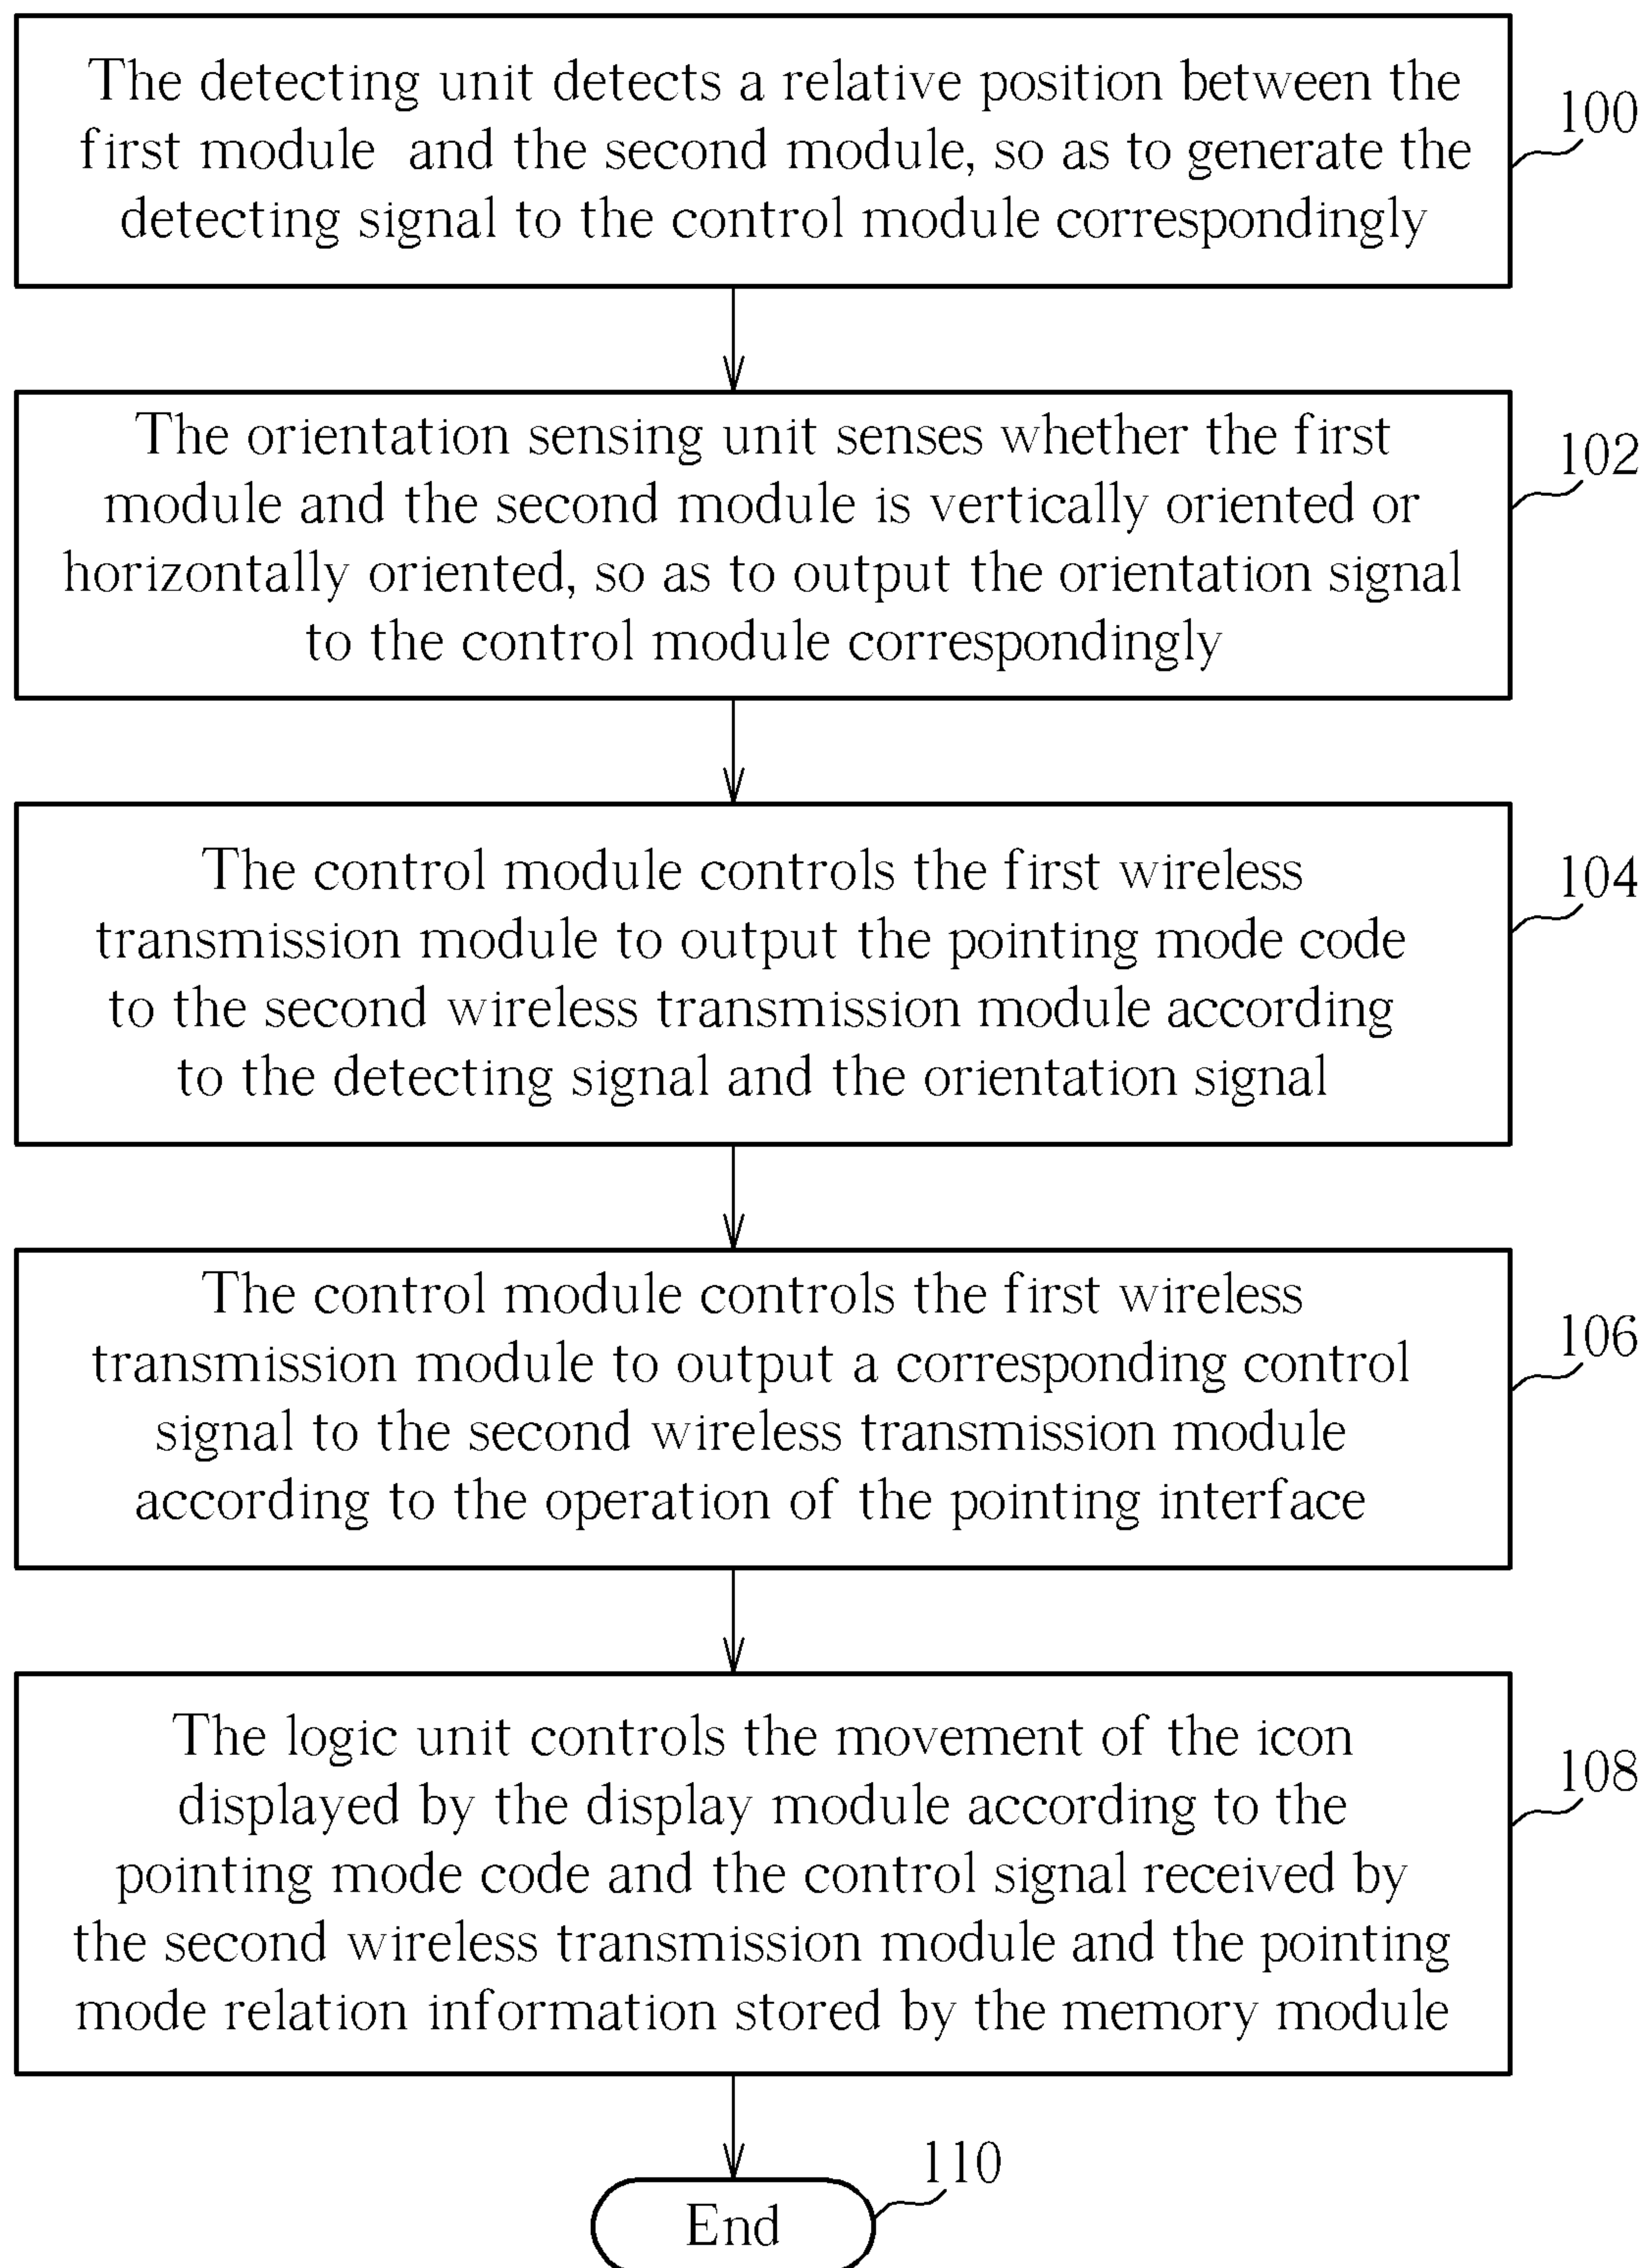 The detecting unit detects a relative position between the
first module and the second module, so as to generate the
detecting signal to the control module correspondingly
100
The orientation sensing unit senses whether the first
module and the second module is vertically oriented or
horizontally oriented, so as to output the orientation signal
to the control module correspondingly
102
The control module controls the first wireless
transmission module to output the pointing mode code
to the second wireless transmission module according
to the detecting signal and the orientation signal
104
The control module controls the first wireless
transmission module to output a corresponding control
signal to the second wireless transmission module
according to the operation of the pointing interface
106
The logic unit controls the movement of the icon
displayed by the display module according to the
pointing mode code and the control signal received by
the second wireless transmission module and the pointing
mode relation information stored by the memory module
108
110
End